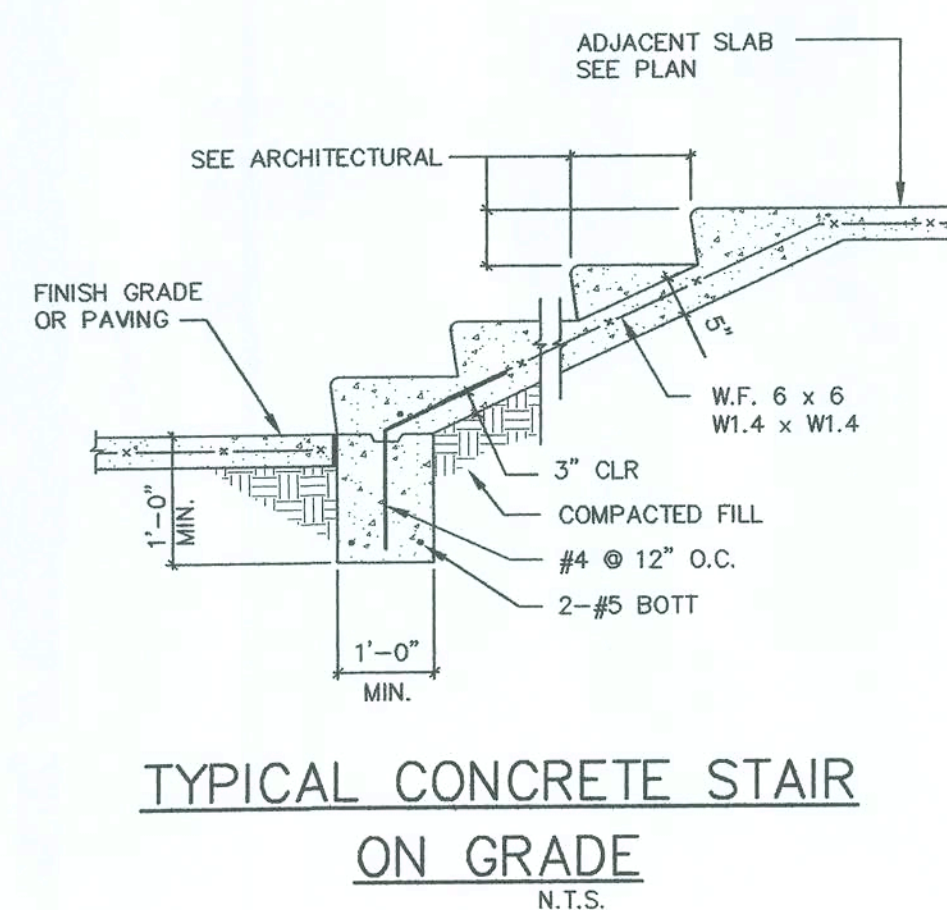 ADJACENT SLAB
SEE PLAN
SEE ARCHITECTURAL
FINISH GRADE
OR PAVING
5"
W.F. 6 x 6
W1.4 x W1.4
3" CLR
COMPACTED FILL
#4 @ 12" O.C.
2-#5 BOTT
1'-0"
MIN.
1'-0"
MIN.
TYPICAL CONCRETE STAIR
ON GRADE
N.T.S.